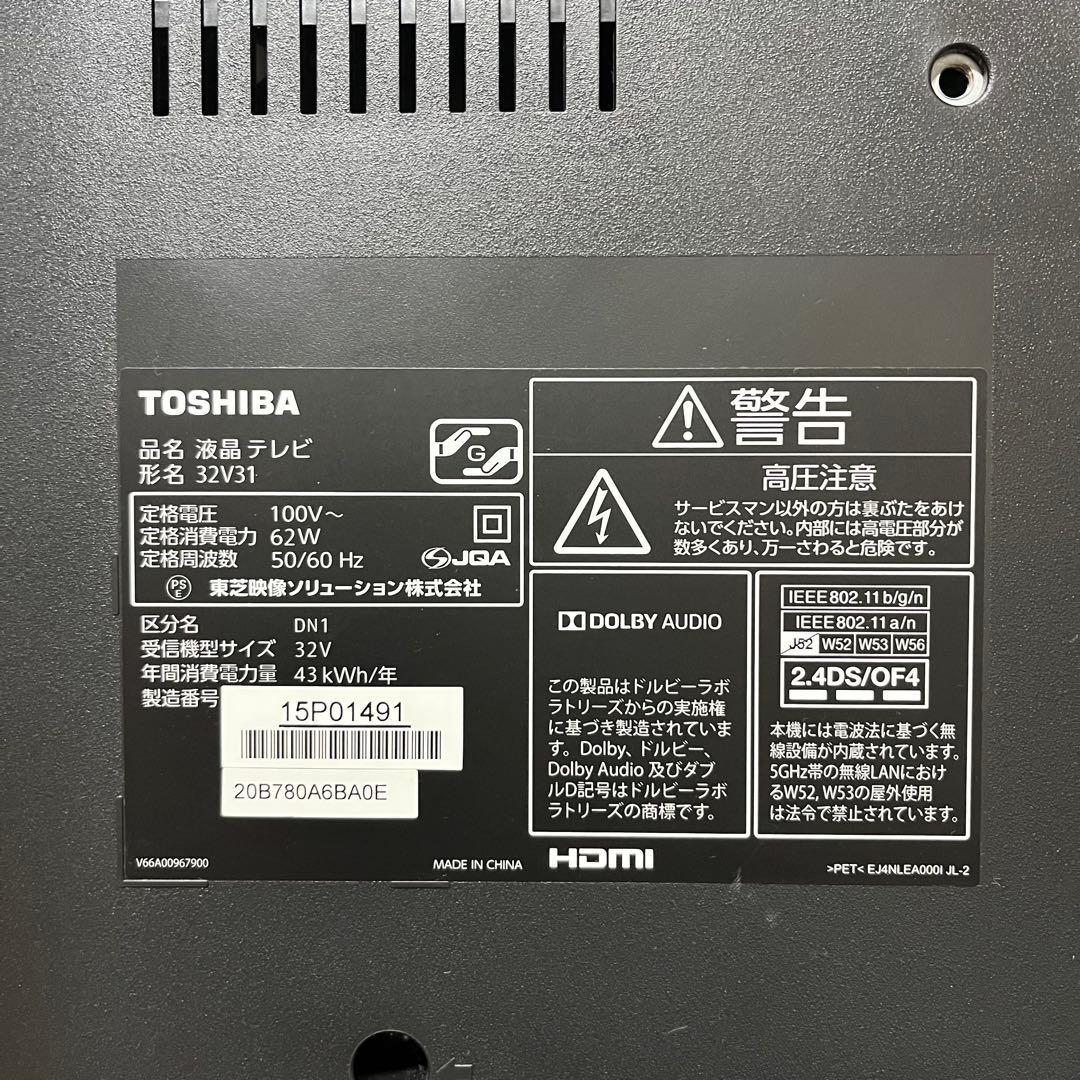 TOSHIBA
品名 液晶テレビ
形名 32V31
G
定格電圧 100V～
定格消費電力 62W
定格周波数 50/60 Hz
JQA
PS
E
東芝映像ソリューション株式会社
区分名 DN1
受信機型サイズ 32V
年間消費電力量 43 kWh/年
製造番号
15P01491
20B780A6BA0E
V66A00967900
MADE IN CHINA
警告
高圧注意
サービスマン以外の方は裏ぶたをあけ
ないでください。内部には高電圧部分が
数多くあり、万一さわると危険です。
DOLBY AUDIO
この製品はドルビーラボ
ラトリーズからの実施権
に基づき製造されていま
す。Dolby、ドルビー、
Dolby Audio 及びダブ
ルD記号はドルビーラボ
ラトリーズの商標です。
HDMI
IEEE802.11b/g/n
IEEE802.11a/n
J52 W52 W53 W56
2.4DS/OF4
本機には電波法に基づく無
線設備が内蔵されています。
5GHz帯の無線LANにおけ
るW52, W53の屋外使用
は法令で禁止されています。
>PET< EJ4NLEA000I JL-2